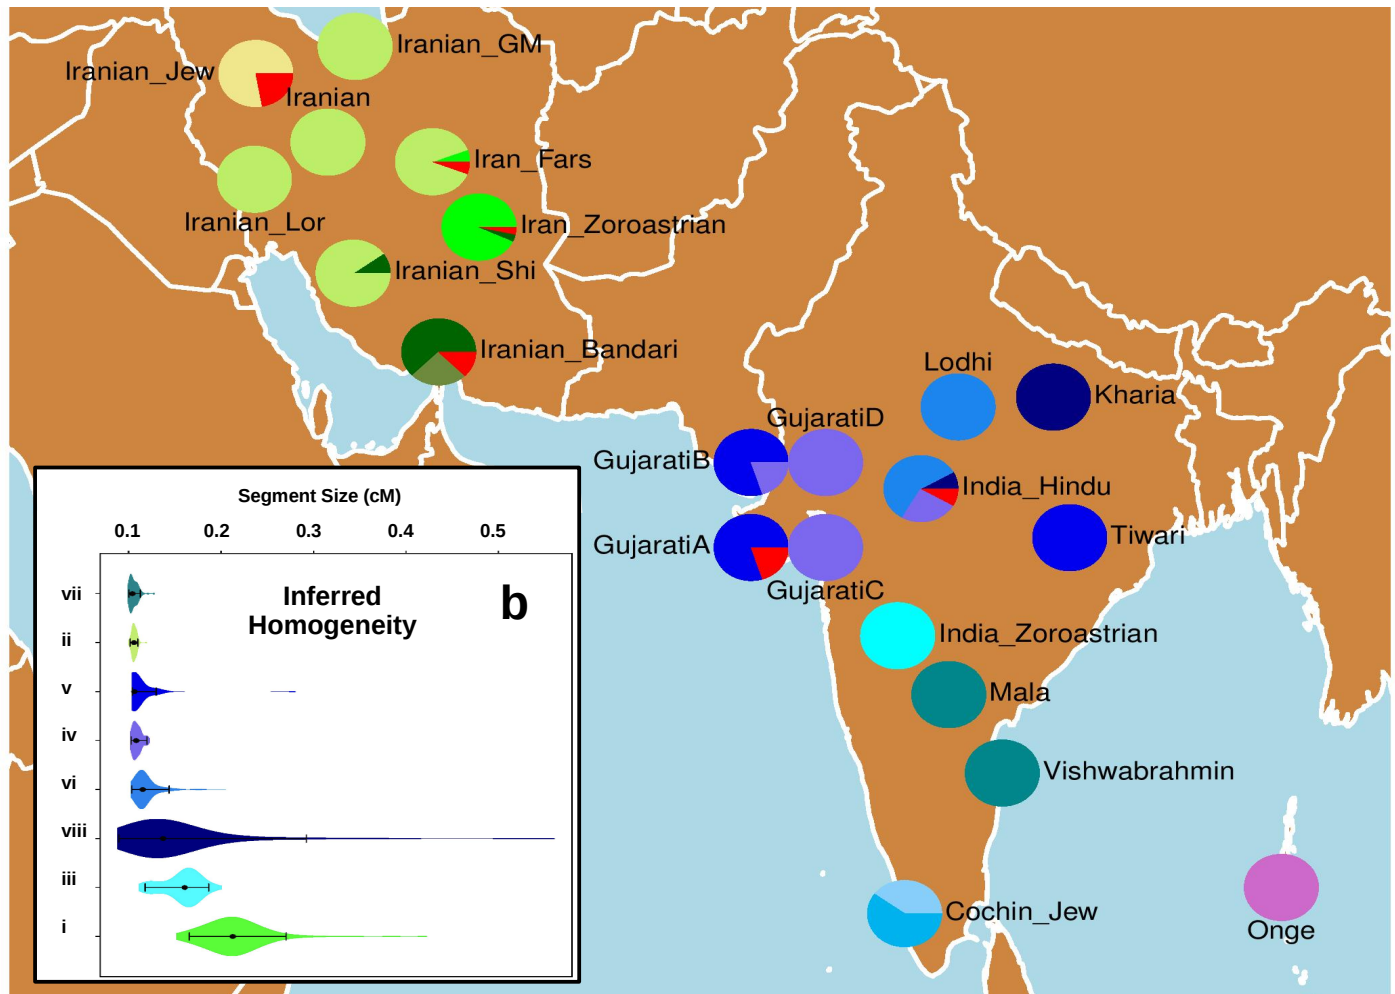 Iranian_GM
Iranian_Jew
Iranian
Iran_Fars
Iranian_Lor
Iran_Zoroastrian
Iranian_Shi
Iranian_Bandari
Lodhi
Kharia
GujaratiD
GujaratiB
India_Hindu
Tiwari
GujaratiA
GujaratiC
India_Zoroastrian
Mala
Vishwabrahmin
Cochin_Jew
Onge
Segment Size (cM)
0.1 0.2 0.3 0.4 0.5
Inferred
Homogeneity
b
vii
ii
v
iv
vi
viii
iii
i